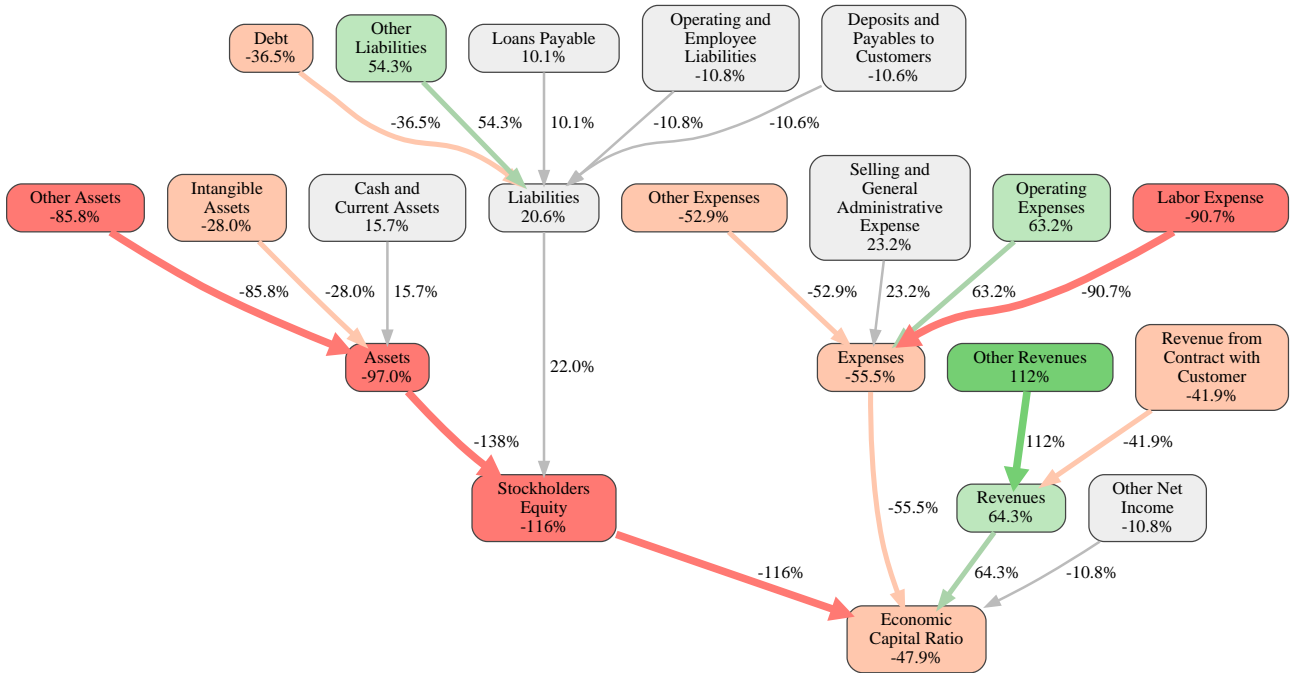 Debt
-36.5%
Other
Liabilities
54.3%
Loans Payable
10.1%
Operating and
Employee
Liabilities
-10.8%
Deposits and
Payables to
Customers
-10.6%
-36.5%
54.3%
10.1%
-10.8%
-10.6%
Other Assets
-85.8%
Intangible
Assets
-28.0%
Cash and
Current Assets
15.7%
Liabilities
20.6%
Other Expenses
-52.9%
Selling and
General
Administrative
Expense
23.2%
Operating
Expenses
63.2%
Labor Expense
-90.7%
-85.8%
-28.0%
15.7%
22.0%
-52.9%
23.2%
63.2%
-90.7%
Assets
-97.0%
Expenses
-55.5%
Other Revenues
112%
Revenue from
Contract with
Customer
-41.9%
-138%
-55.5%
112%
-41.9%
Stockholders
Equity
-116%
Revenues
64.3%
Other Net
Income
-10.8%
-116%
64.3%
-10.8%
Economic
Capital Ratio
-47.9%